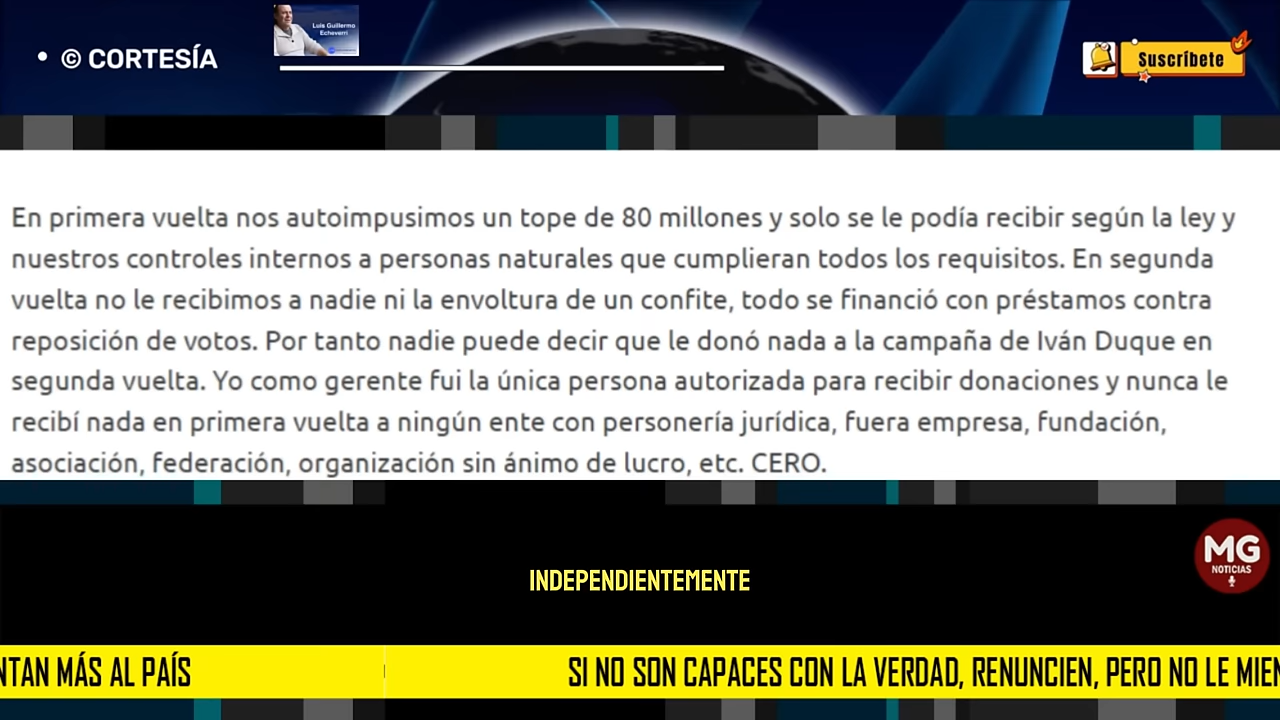 • © CORTESÍA
Luis Guillermo
Echeverri
Suscríbete
En primera vuelta nos autoimpusimos un tope de 80 millones y solo se le podía recibir según la ley y
nuestros controles internos a personas naturales que cumplieran todos los requisitos. En segunda
vuelta no le recibimos a nadie ni la envoltura de un confite, todo se financió con préstamos contra
reposición de votos. Por tanto nadie puede decir que le donó nada a la campaña de Iván Duque en
segunda vuelta. Yo como gerente fui la única persona autorizada para recibir donaciones y nunca le
recibí nada en primera vuelta a ningún ente con personería jurídica, fuera empresa, fundación,
asociación, federación, organización sin ánimo de lucro, etc. CERO.
MG
NOTICIAS
INDEPENDIENTEMENTE
NTAN MÁS AL PAÍS
SI NO SON CAPACES CON LA VERDAD, RENUNCIEN, PERO NO LE MIEN